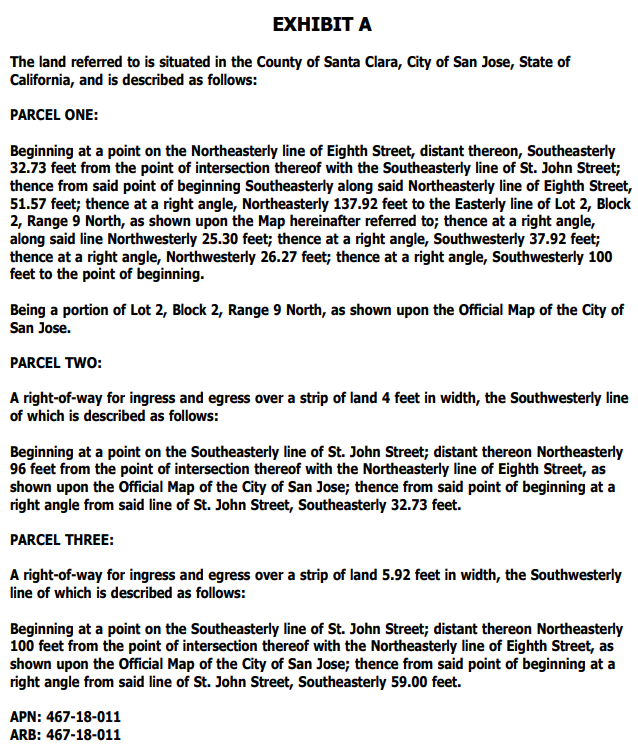 EXHIBIT A
The land referred to is situated in the County of Santa Clara, City of San Jose, State of
California, and is described as follows:
PARCEL ONE:
Beginning at a point on the Northeasterly line of Eighth Street, distant thereon, Southeasterly
32.73 feet from the point of intersection thereof with the Southeasterly line of St. John Street;
thence from said point of beginning Southeasterly along said Northeasterly line of Eighth Street,
51.57 feet; thence at a right angle, Northeasterly 137.92 feet to the Easterly line of Lot 2, Block
2, Range 9 North, as shown upon the Map hereinafter referred to; thence at a right angle,
along said line Northwesterly 25.30 feet; thence at a right angle, Southwesterly 37.92 feet;
thence at a right angle, Northwesterly 26.27 feet; thence at a right angle, Southwesterly 100
feet to the point of beginning.
Being a portion of Lot 2, Block 2, Range 9 North, as shown upon the Official Map of the City of
San Jose.
PARCEL TWO:
A right-of-way for ingress and egress over a strip of land 4 feet in width, the Southwesterly line
of which is described as follows:
Beginning at a point on the Southeasterly line of St. John Street; distant thereon Northeasterly
96 feet from the point of intersection thereof with the Northeasterly line of Eighth Street, as
shown upon the Official Map of the City of San Jose; thence from said point of beginning at a
right angle from said line of St. John Street, Southeasterly 32.73 feet.
PARCEL THREE:
A right-of-way for ingress and egress over a strip of land 5.92 feet in width, the Southwesterly
line of which is described as follows:
Beginning at a point on the Southeasterly line of St. John Street; distant thereon Northeasterly
100 feet from the point of intersection thereof with the Northeasterly line of Eighth Street, as
shown upon the Official Map of the City of San Jose; thence from said point of beginning at a
right angle from said line of St. John Street, Southeasterly 59.00 feet.
APN: 467-18-011
ARB: 467-18-011